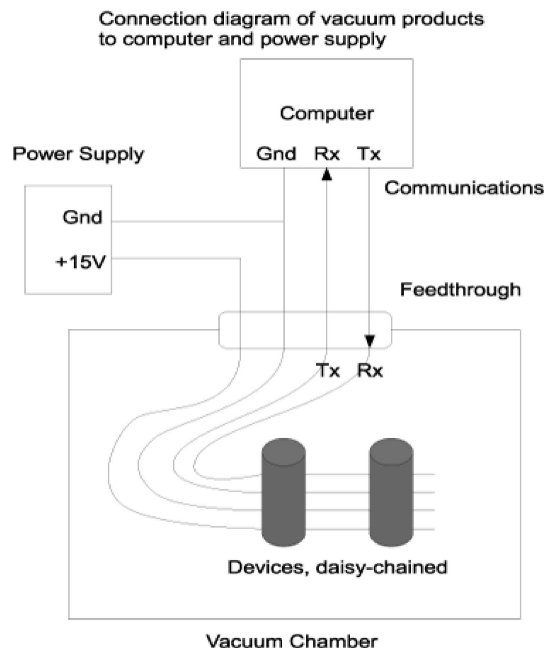 Connection diagram of vacuum products
to computer and power supply
Computer
Gnd Rx Tx
Power Supply
Gnd
+15V
Communications
Feedthrough
Tx Rx
Devices, daisy-chained
Vacuum Chamber